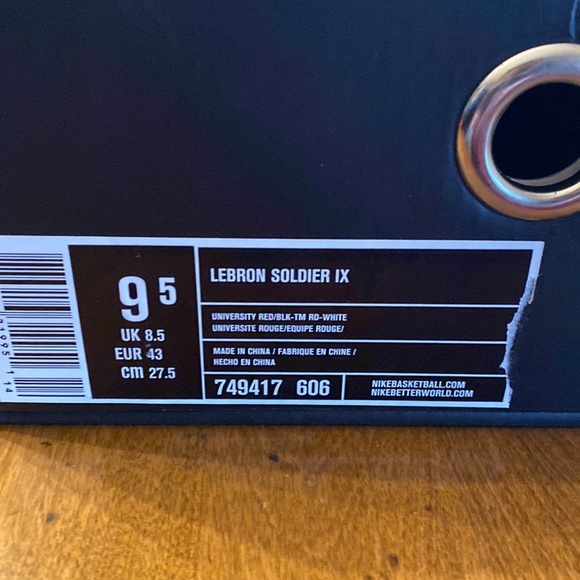 9.5
UK 8.5
EUR 43
cm 27.5
LEBRON SOLDIER IX
UNIVERSITY RED/BLK-TM RD-WHITE
UNIVERSITE ROUGE/EQUIPE ROUGE/
MADE IN CHINA / FABRIQUE EN CHINE /
HECHO EN CHINA
749417 606
NIKEBASKETBALL.COM
NIKEBETTERWORLD.COM